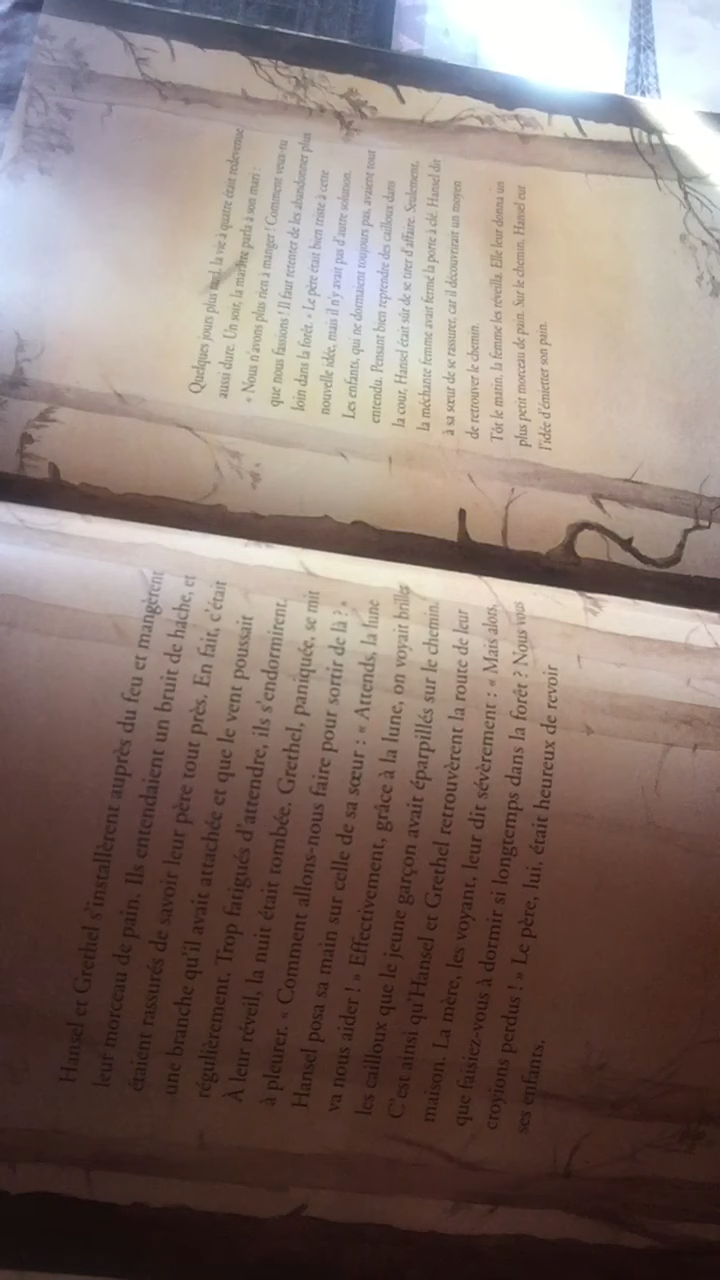 Hansel et Grethel s'installèrent auprès du feu et mangèrent
leur morceau de pain. Ils entendaient un bruit de hache, et
étaient rassurés de savoir leur père tout près. En fait, c'était
une branche qu'il avait attachée et que le vent poussait
régulièrement. Trop fatigués d'attendre, ils s'endormirent.
À leur réveil, la nuit était tombée. Grethel, paniquée, se mit
à pleurer. « Comment allons-nous faire pour sortir de là ? »
Hansel posa sa main sur celle de sa sœur : « Attends, la lune
va nous aider ! » Effectivement, grâce à la lune, on voyait briller
les cailloux que le jeune garçon avait éparpillés sur le chemin.
C'est ainsi qu'Hansel et Grethel retrouvèrent la route de leur
maison. La mère, les voyant, leur dit sévèrement : « Mais alors,
que faisiez-vous à dormir si longtemps dans la forêt ? Nous vous
croyions perdus ! » Le père, lui, était heureux de revoir
ses enfants.
Quelques jours plus tard, la vie à quatre était redevenue
aussi dure. Un soir, la marâtre parla à son mari :
« Nous n'avons plus rien à manger ! Comment veux-tu
que nous fassions ! Il faut retenter de les abandonner plus
loin dans la forêt. » Le père était bien triste à cette
nouvelle idée, mais il n'y avait pas d'autre solution.
Les enfants, qui ne dormaient toujours pas, avaient tout
entendu. Pensant bien reprendre des cailloux dans
la cour, Hansel était sûr de se tirer d'affaire. Seulement,
la méchante femme avait fermé la porte à clé. Hansel dit
à sa sœur de se rassurer, car il découvrirait un moyen
de retrouver le chemin.
Tôt le matin, la femme les réveilla. Elle leur donna un
plus petit morceau de pain. Sur le chemin, Hansel eut
l'idée d'émietter son pain.